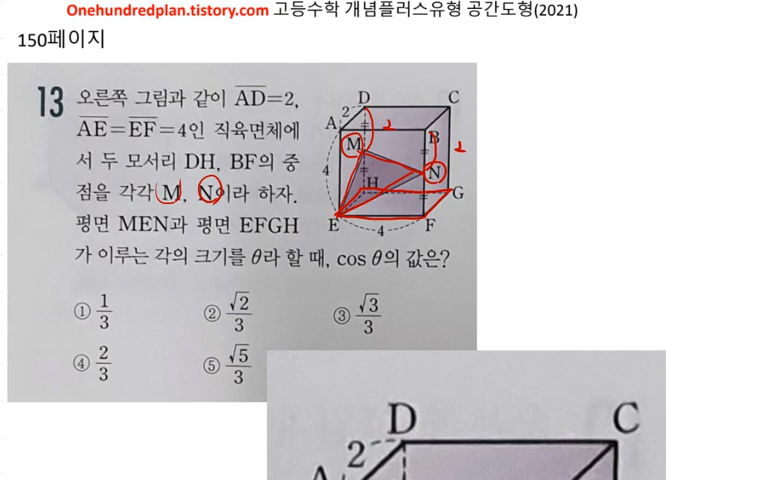 Onehundredplan.tistory.com 고등수학 개념플러스유형 공간도형(2021)
150페이지
13 오른쪽 그림과 같이 AD=2,
AE=EF=4인 직육면체에
서 두 모서리 DH, BF의 중
점을 각각 M, N이라 하자.
평면 MEN과 평면 EFGH
가 이루는 각의 크기를 θ라 할 때, cos θ의 값은?
① 1/3 ② √2/3 ③ √3/3
④ 2/3 ⑤ √5/3
D C
2 2
A B
M 2
N
4 H G
E 4 F
D C
2
A